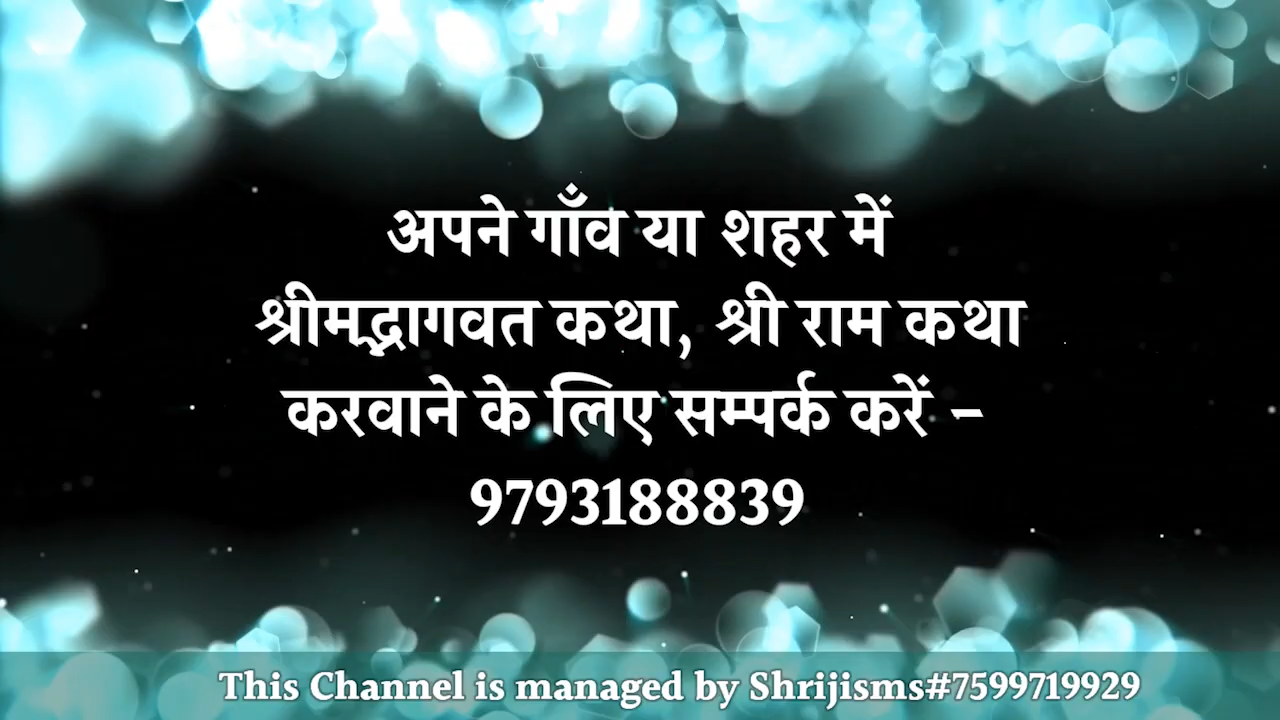 अपने गाँव या शहर में
श्रीमद्भागवत कथा, श्री राम कथा
करवाने के लिए सम्पर्क करें –
9793188839
This Channel is managed by Shrijisms#7599719929